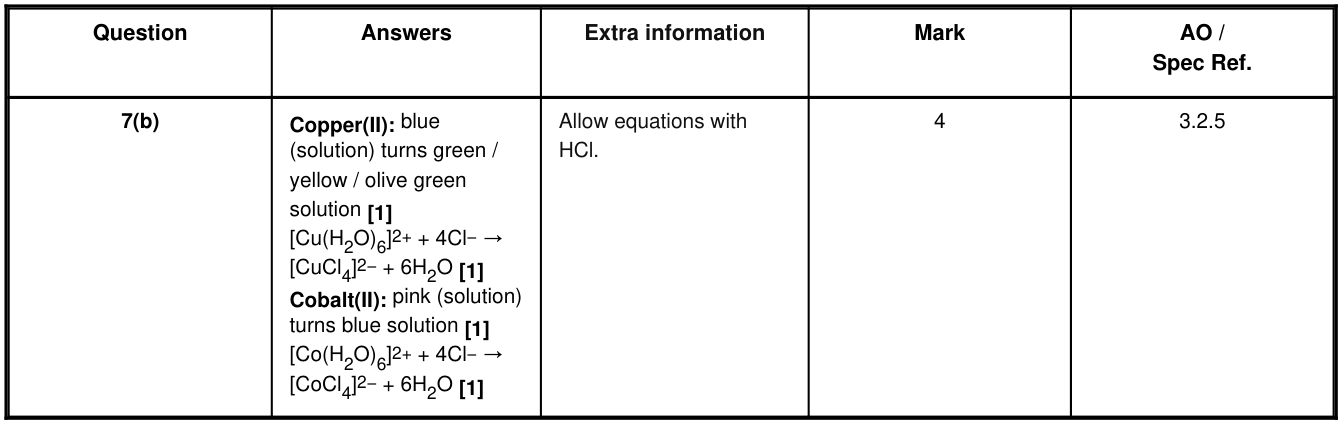 Question Answers Extra information Mark AO /
Spec Ref.
7(b) Copper(II): blue Allow equations with 4 3.2.5
(solution) turns green / HCl.
yellow / olive green
solution [1]
[Cu(H₂O)₆]²⁺ + 4Cl⁻ →
[CuCl₄]²⁻ + 6H₂O [1]
Cobalt(II): pink (solution)
turns blue solution [1]
[Co(H₂O)₆]²⁺ + 4Cl⁻ →
[CoCl₄]²⁻ + 6H₂O [1]